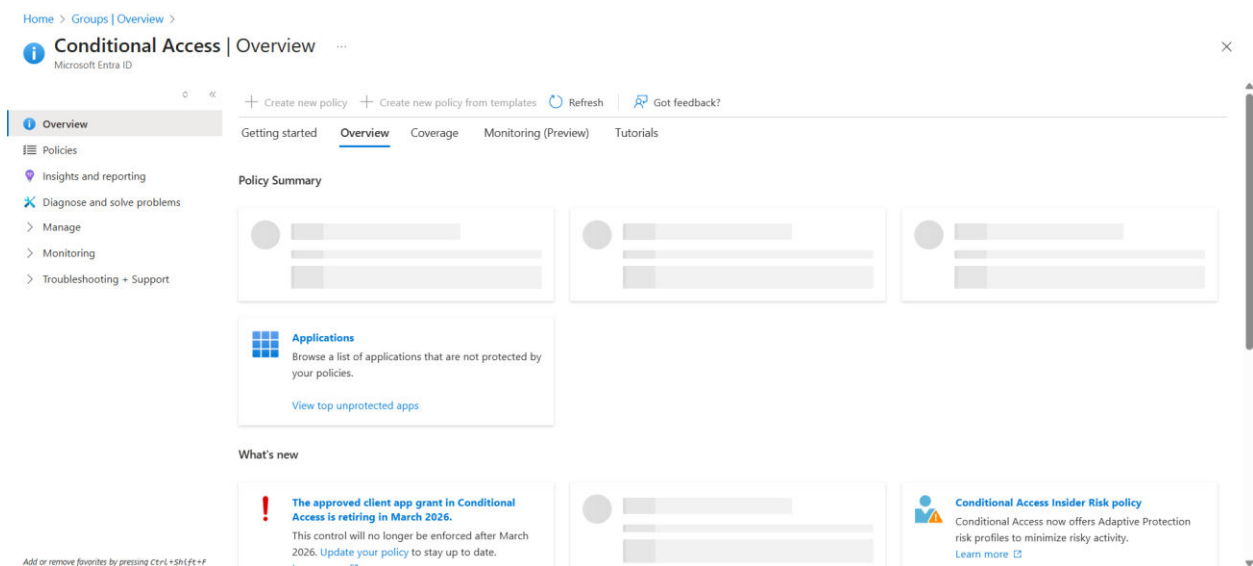 Home > Groups | Overview >
Conditional Access | Overview ...
Microsoft Entra ID
Create new policy Create new policy from templates Refresh Got feedback?
Overview
Policies
Insights and reporting
Diagnose and solve problems
Manage
Monitoring
Troubleshooting + Support
Getting started Overview Coverage Monitoring (Preview) Tutorials
Policy Summary
Applications
Browse a list of applications that are not protected by
your policies.
View top unprotected apps
What's new
The approved client app grant in Conditional
Access is retiring in March 2026.
This control will no longer be enforced after March
2026. Update your policy to stay up to date.
Conditional Access Insider Risk policy
Conditional Access now offers Adaptive Protection
risk profiles to minimize risky activity.
Learn more
Add or remove favorites by pressing Ctrl+Shift+F